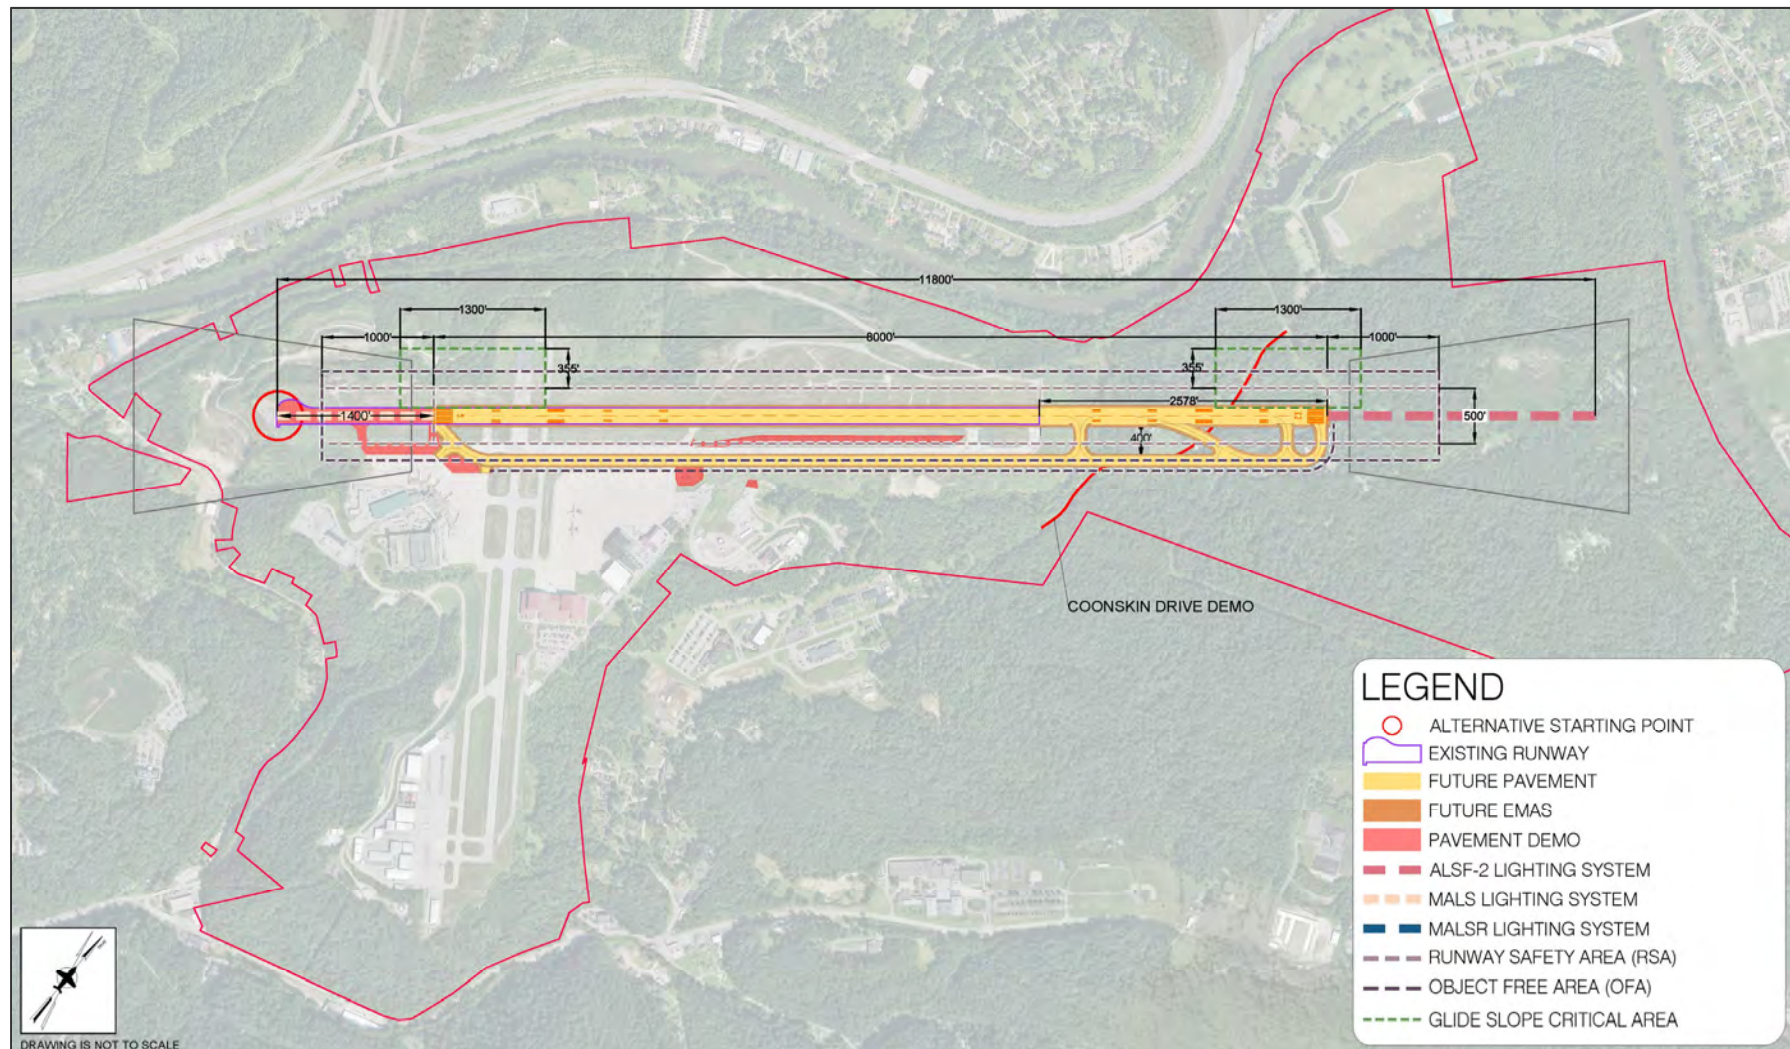 11800'
1300'
1300'
1000'
8000'
1000'
355'
355'
1400'
2578'
500'
400'
COONSKIN DRIVE DEMO
LEGEND
ALTERNATIVE STARTING POINT
EXISTING RUNWAY
FUTURE PAVEMENT
FUTURE EMAS
PAVEMENT DEMO
ALSF-2 LIGHTING SYSTEM
MALS LIGHTING SYSTEM
MALSR LIGHTING SYSTEM
RUNWAY SAFETY AREA (RSA)
OBJECT FREE AREA (OFA)
GLIDE SLOPE CRITICAL AREA
DRAWING IS NOT TO SCALE